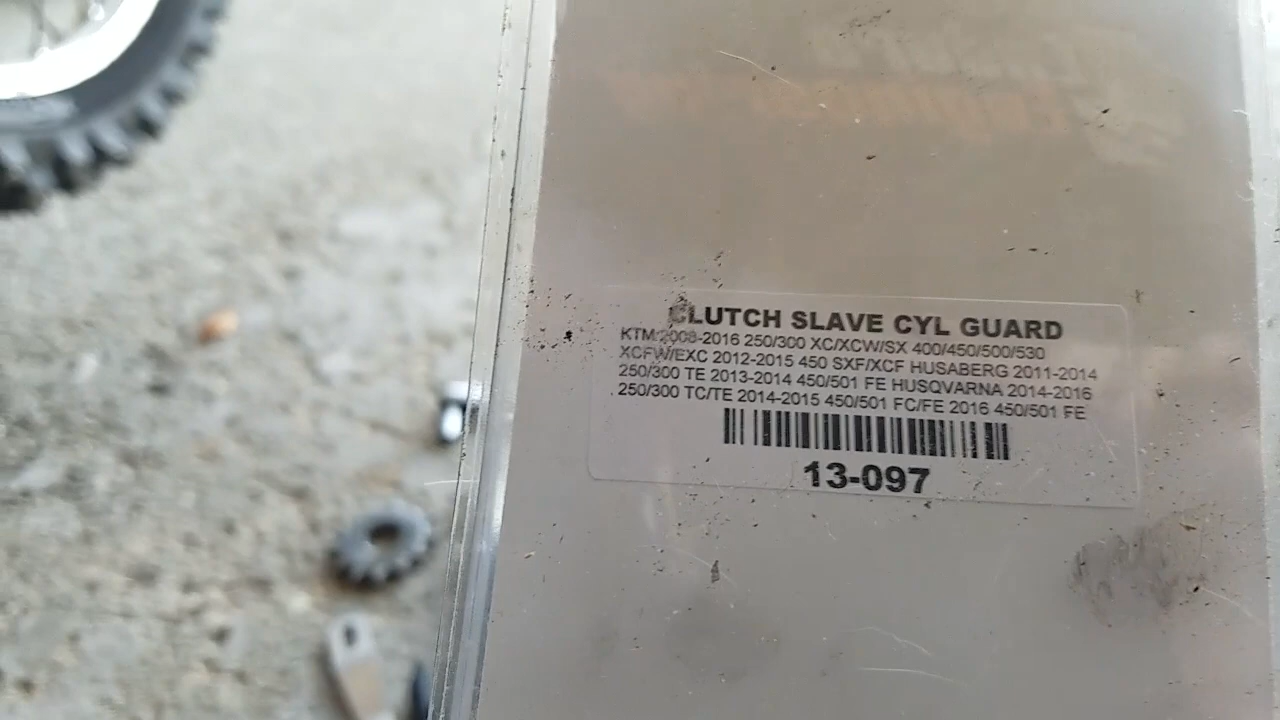 CLUTCH SLAVE CYL GUARD
KTM 2008-2016 250/300 XC/XCW/SX 400/450/500/530
XCFW/EXC 2012-2015 450 SXF/XCF HUSABERG 2011-2014
250/300 TE 2013-2014 450/501 FE HUSQVARNA 2014-2016
250/300 TC/TE 2014-2015 450/501 FC/FE 2016 450/501 FE
13-097